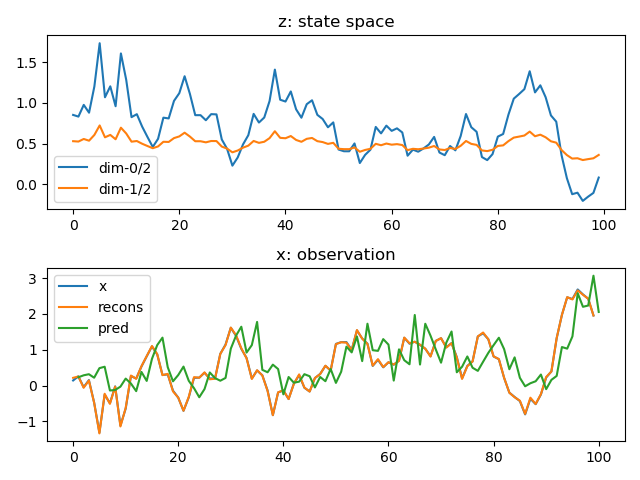 z: state space
1.5
1.0
0.5
0.0
dim-0/2
dim-1/2
0 20 40 60 80 100
x: observation
3
2
1
0
−1
x
recons
pred
0 20 40 60 80 100